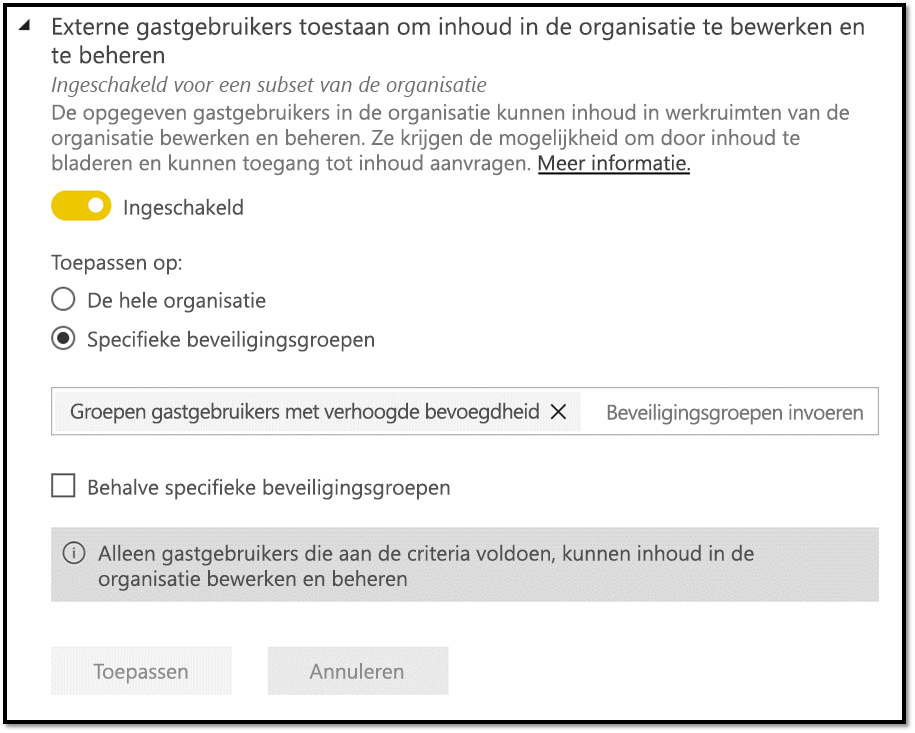 Externe gastgebruikers toestaan om inhoud in de organisatie te bewerken en
te beheren
Ingeschakeld voor een subset van de organisatie
De opgegeven gastgebruikers in de organisatie kunnen inhoud in werkruimten van de
organisatie bewerken en beheren. Ze krijgen de mogelijkheid om door inhoud te
bladeren en kunnen toegang tot inhoud aanvragen. Meer informatie.
Ingeschakeld
Toepassen op:
De hele organisatie
Specifieke beveiligingsgroepen
Groepen gastgebruikers met verhoogde bevoegdheid Beveiligingsgroepen invoeren
Behalve specifieke beveiligingsgroepen
Alleen gastgebruikers die aan de criteria voldoen, kunnen inhoud in de
organisatie bewerken en beheren
Toepassen Annuleren